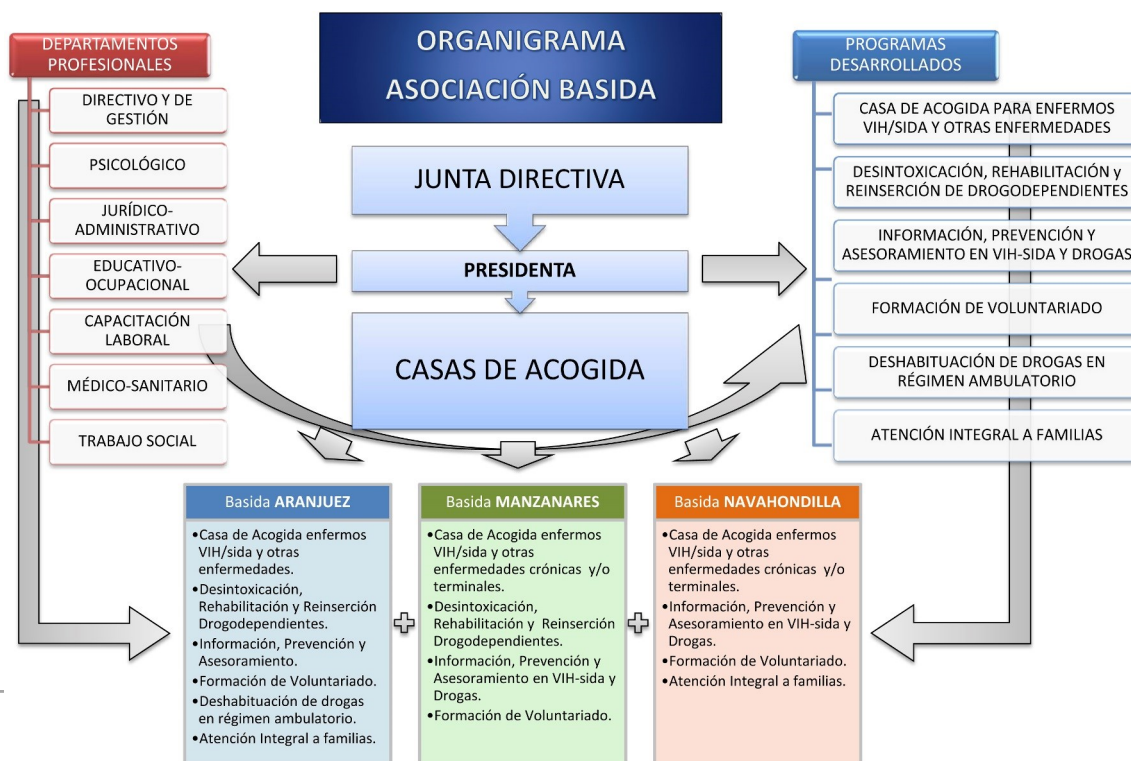 ORGANIGRAMA
ASOCIACIÓN BASIDA
DEPARTAMENTOS
PROFESIONALES
DIRECTIVO Y DE
GESTIÓN
PSICOLÓGICO
JURÍDICO-
ADMINISTRATIVO
EDUCATIVO-
OCUPACIONAL
CAPACITACIÓN
LABORAL
MÉDICO-SANITARIO
TRABAJO SOCIAL
JUNTA DIRECTIVA
PRESIDENTA
CASAS DE ACOGIDA
PROGRAMAS
DESARROLLADOS
CASA DE ACOGIDA PARA ENFERMOS
VIH/SIDA Y OTRAS ENFERMEDADES
DESINTOXICACIÓN, REHABILITACIÓN y
REINSERCIÓN DE DROGODEPENDIENTES
INFORMACIÓN, PREVENCIÓN Y
ASESORAMIENTO EN VIH-SIDA Y DROGAS
FORMACIÓN DE VOLUNTARIADO
DESHABITUACIÓN DE DROGAS EN
RÉGIMEN AMBULATORIO
ATENCIÓN INTEGRAL A FAMILIAS
Basida ARANJUEZ
•Casa de Acogida enfermos
VIH/sida y otras
enfermedades.
•Desintoxicación,
Rehabilitación y Reinserción
Drogodependientes.
•Información, Prevención y
Asesoramiento.
•Formación de Voluntariado.
•Deshabituación de drogas
en régimen ambulatorio.
•Atención Integral a familias.
Basida MANZANARES
•Casa de Acogida enfermos
VIH/sida y otras
enfermedades crónicas y/o
terminales.
•Desintoxicación,
Rehabilitación y Reinserción
Drogodependientes.
•Información, Prevención y
Asesoramiento en VIH-sida y
Drogas.
•Formación de Voluntariado.
Basida NAVAHONDILLA
•Casa de Acogida enfermos
VIH/sida y otras
enfermedades crónicas y/o
terminales.
•Información, Prevención y
Asesoramiento en VIH-sida y
Drogas.
•Formación de Voluntariado.
•Atención Integral a familias.